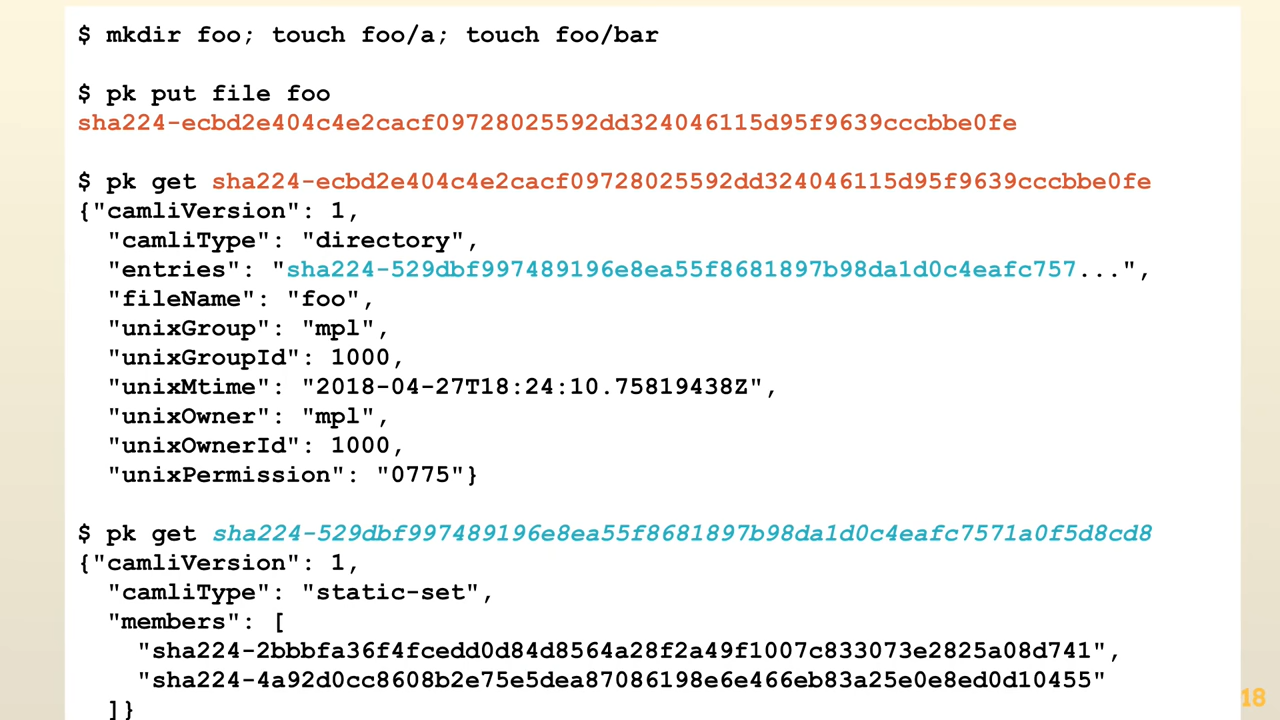 $ mkdir foo; touch foo/a; touch foo/bar
$ pk put file foo
sha224-ecbd2e404c4e2cacf09728025592dd324046115d95f9639cccbbe0fe
$ pk get sha224-ecbd2e404c4e2cacf09728025592dd324046115d95f9639cccbbe0fe
{"camliVersion": 1,
  "camliType": "directory",
  "entries": "sha224-529dbf997489196e8ea55f8681897b98da1d0c4eafc757...",
  "fileName": "foo",
  "unixGroup": "mpl",
  "unixGroupId": 1000,
  "unixMtime": "2018-04-27T18:24:10.75819438Z",
  "unixOwner": "mpl",
  "unixOwnerId": 1000,
  "unixPermission": "0775"}
$ pk get sha224-529dbf997489196e8ea55f8681897b98da1d0c4eafc7571a0f5d8cd8
{"camliVersion": 1,
  "camliType": "static-set",
  "members": [
    "sha224-2bbbfa36f4fcedd0d84d8564a28f2a49f1007c833073e2825a08d741",
    "sha224-4a92d0cc8608b2e75e5dea87086198e6e466eb83a25e0e8ed0d10455"
  ]}
18